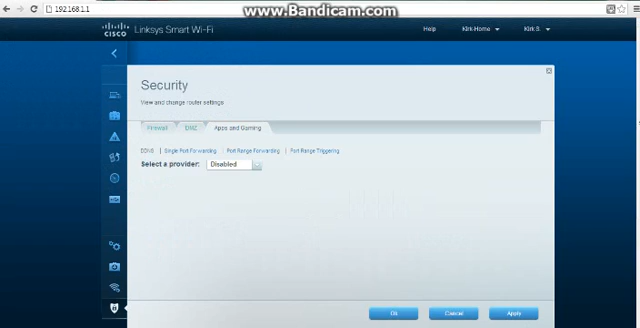 www.Bandicam.com
192.168.1.1
CISCO Linksys Smart Wi-Fi Help Kirk-Home Kirk S.
Security
View and change router settings
Firewall DMZ Apps and Gaming
DDNS | Single Port Forwarding | Port Range Forwarding | Port Range Triggering
Select a provider: Disabled
Ok Cancel Apply